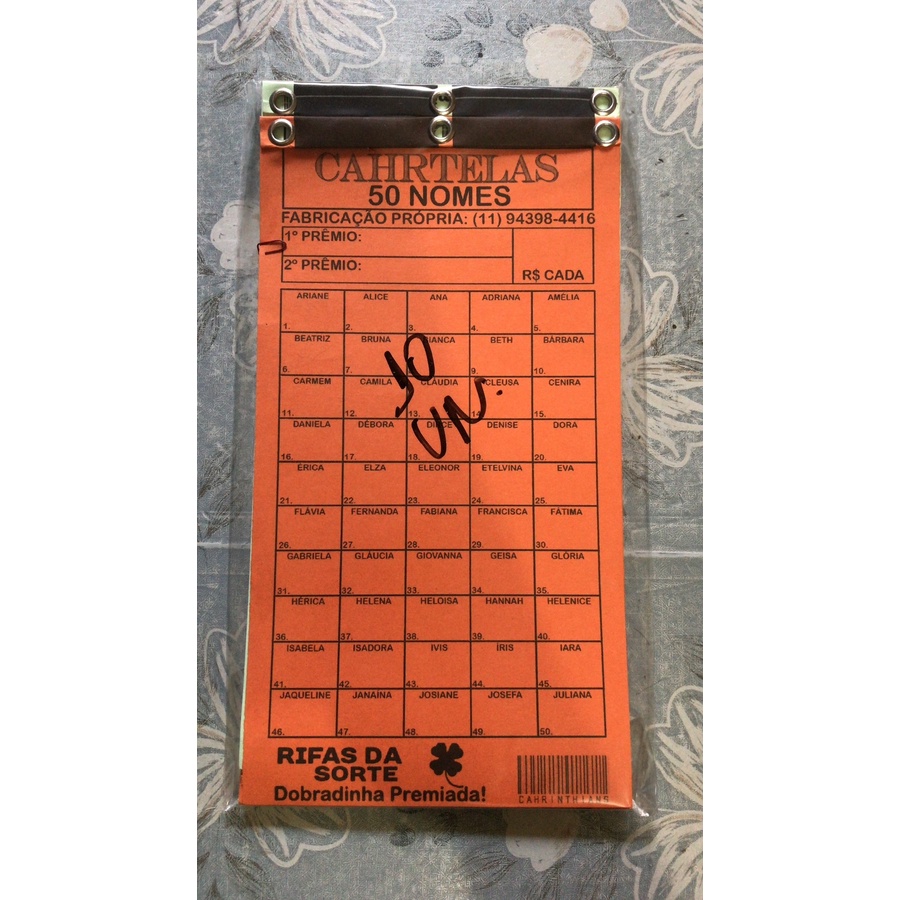 CAHRTELAS
50 NOMES
FABRICAÇÃO PRÓPRIA: (11) 94398-4416
1º PRÊMIO:
2º PRÊMIO:
R$ CADA
ARIANE ALICE ANA ADRIANA AMÉLIA
1. 2. 3. 4. 5.
BEATRIZ BRUNA BIANCA BETH BÁRBARA
6. 7. 9. 10.
CARMEM CAMILA CLÁUDIA CLEUSA CENIRA
11. 12. 13. 14. 15.
DANIELA DÉBORA DIRCE DENISE DORA
16. 17. 18. 19. 20.
ÉRICA ELZA ELEONOR ETELVINA EVA
21. 22. 23. 24. 25.
FLÁVIA FERNANDA FABIANA FRANCISCA FÁTIMA
26. 27. 28. 29. 30.
GABRIELA GLÁUCIA GIOVANNA GEISA GLÓRIA
31. 32. 33. 34. 35.
HÉRICA HELENA HELOISA HANNAH HELENICE
36. 37. 38. 39. 40.
ISABELA ISADORA IVIS ÍRIS IARA
41. 42. 43. 44. 45.
JAQUELINE JANAÍNA JOSIANE JOSEFA JULIANA
46. 47. 48. 49. 50.
UN.
RIFAS DA
SORTE
Dobradinha Premiada!
CAHRINTHIANS